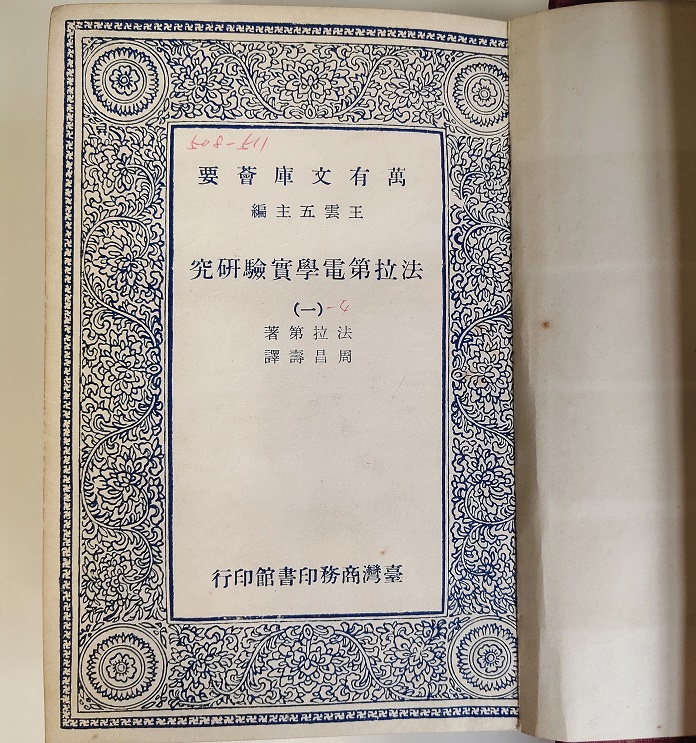 508-511
萬有文庫薈要
王雲五主編
法拉第電學實驗研究
(一)-4
法拉第著
周昌壽譯
臺灣商務印書館印行